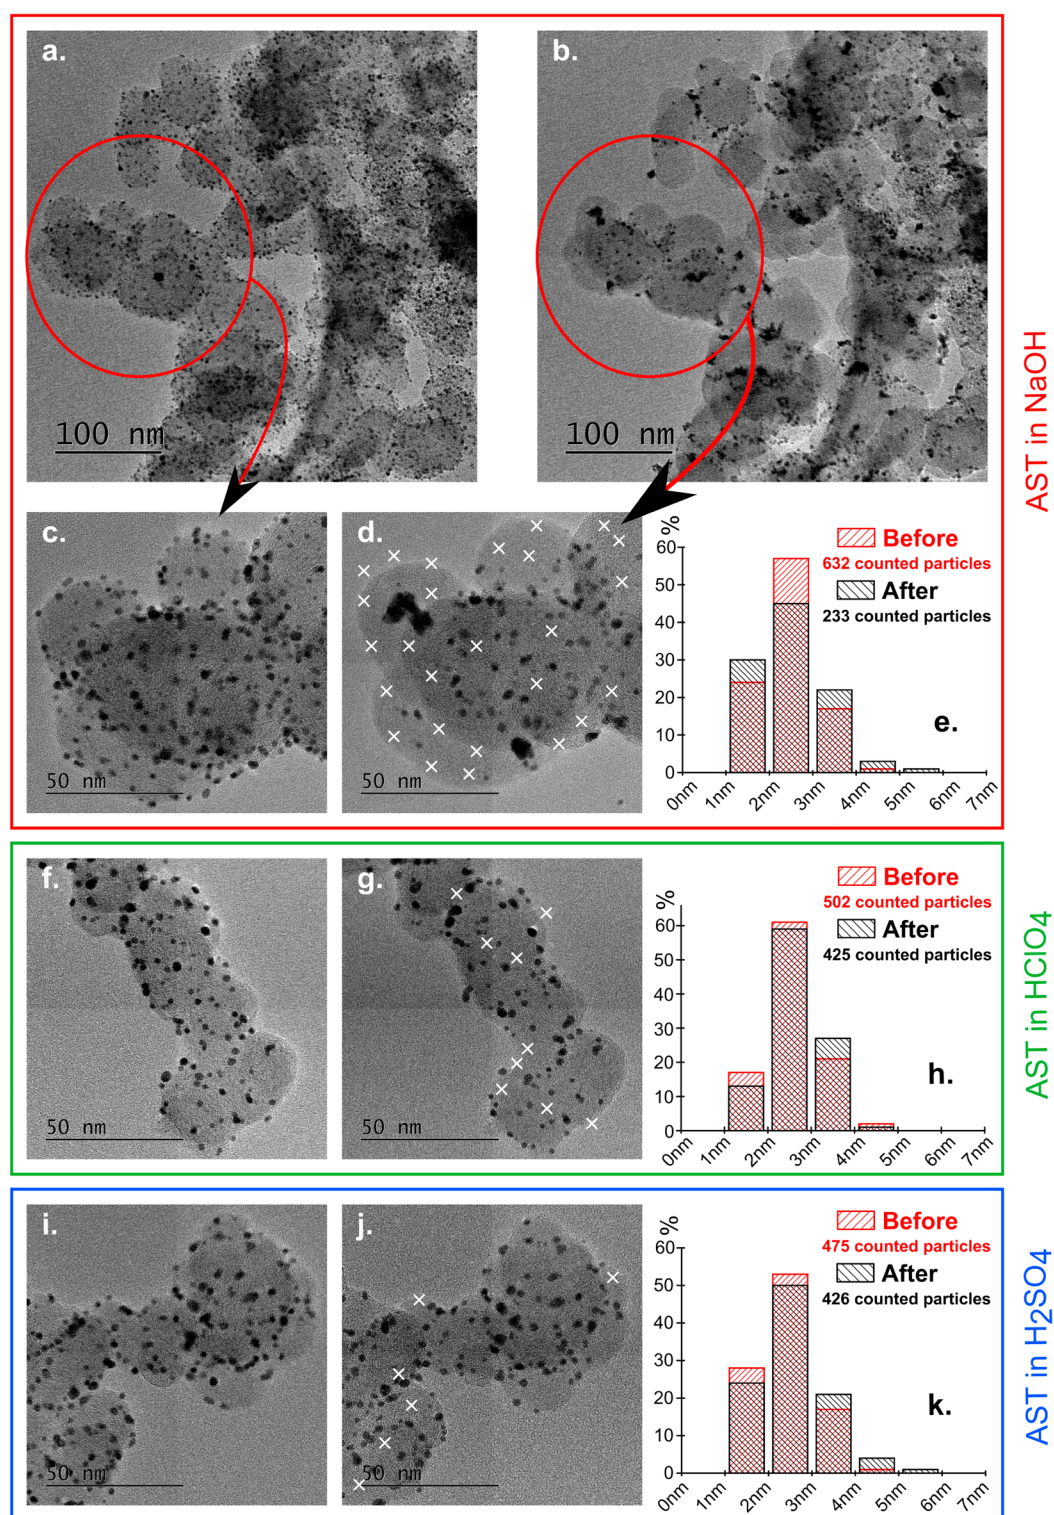 a.
b.
100 nm
100 nm
AST in NaOH
c.
50 nm
d.
50 nm
%
60
50
40
30
20
10
0
0nm
1nm
2nm
3nm
4nm
5nm
6nm
7nm
Before
632 counted particles
After
233 counted particles
e.
f.
50 nm
g.
50 nm
%
60
50
40
30
20
10
0
0nm
1nm
2nm
3nm
4nm
5nm
6nm
7nm
Before
502 counted particles
After
425 counted particles
h.
AST in HClO4
i.
50 nm
j.
50 nm
%
60
50
40
30
20
10
0
0nm
1nm
2nm
3nm
4nm
5nm
6nm
7nm
Before
475 counted particles
After
426 counted particles
k.
AST in H2SO4